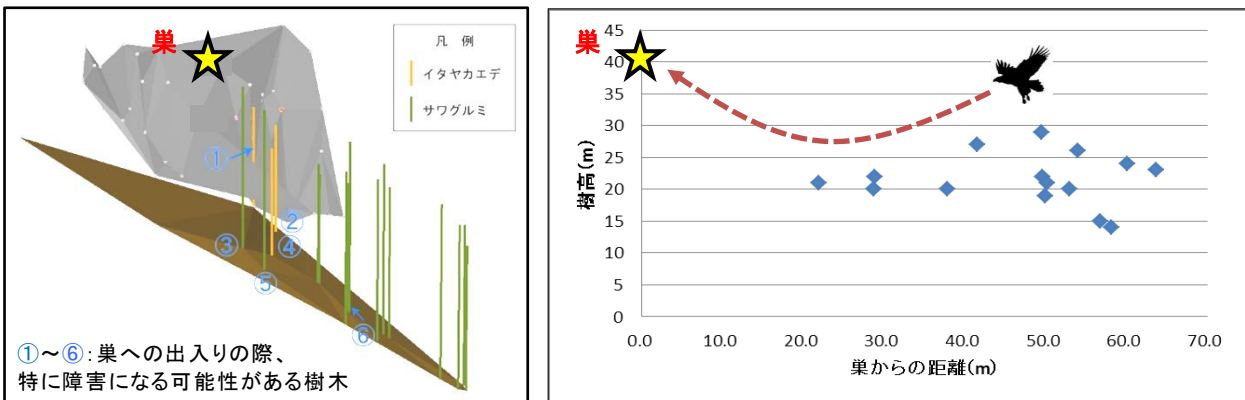 巣
凡 例
イタヤカエデ
サワグルミ
①
②
③
④
⑤
⑥
①～⑥：巣への出入りの際、
特に障害になる可能性がある樹木
巣
樹高(m)
45
40
35
30
25
20
15
10
5
0
0.0 10.0 20.0 30.0 40.0 50.0 60.0 70.0
巣からの距離(m)